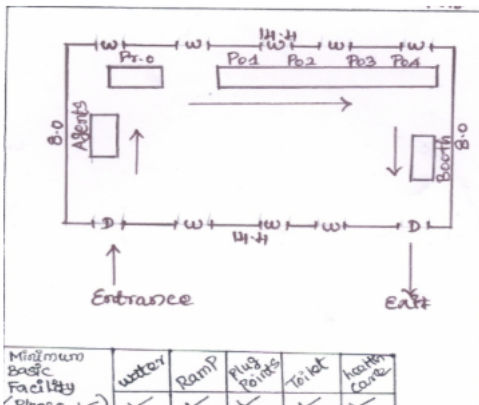 W W 14.4 W W W
Pr.O Po1 Po2 Po3 Po4
8.0 Agents Booth 8.0
D W W W W D
14.4
Entrance Exit
Minimum Basic Facility
water Ramp Plug Points Toilet health care